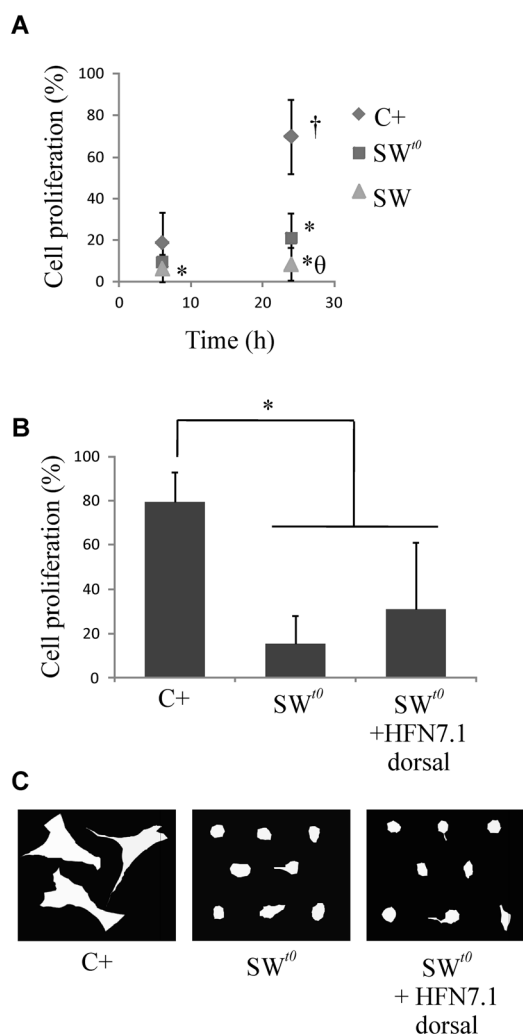 A
Cell proliferation (%)
100
80
60
40
20
0
†
*
*
*θ
0 10 20 30
Time (h)
C+
SWᵗ⁰
SW
B
*
Cell proliferation (%)
100
80
60
40
20
0
C+ SWᵗ⁰ SWᵗ⁰
+HFN7.1
dorsal
C
C+ SWᵗ⁰ SWᵗ⁰
+ HFN7.1
dorsal